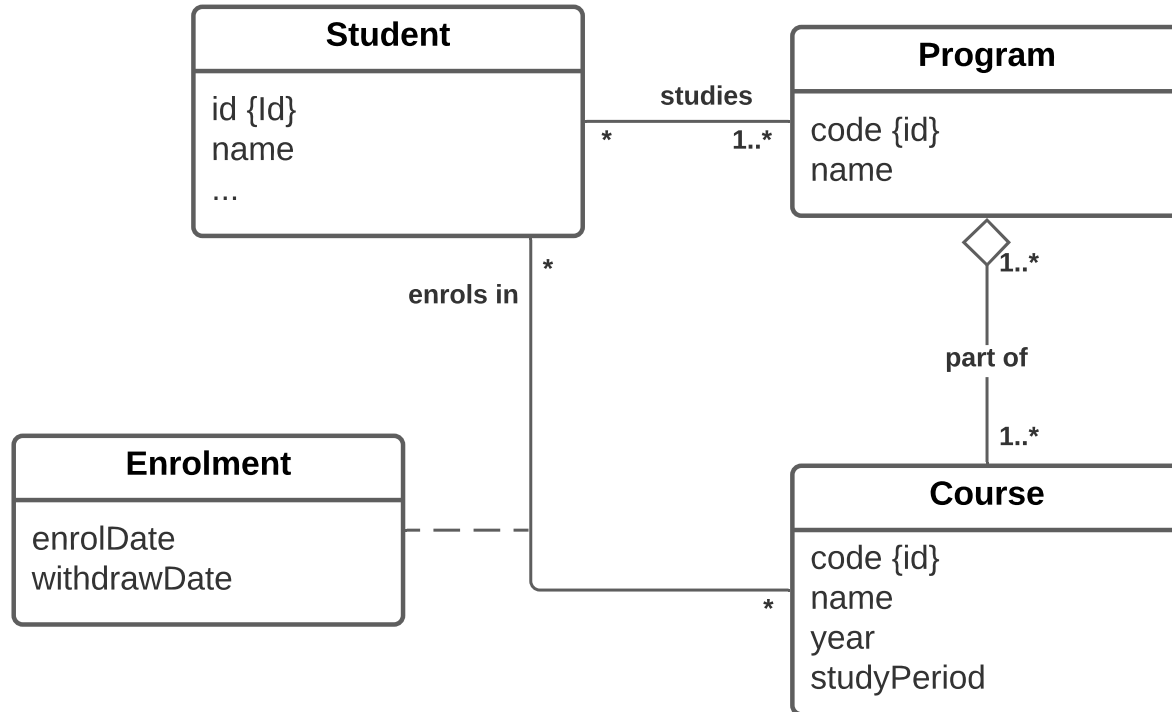 Student
id {Id}
name
...
studies
*
1..*
Program
code {id}
name
*
enrols in
1..*
part of
1..*
Enrolment
enrolDate
withdrawDate
*
Course
code {id}
name
year
studyPeriod